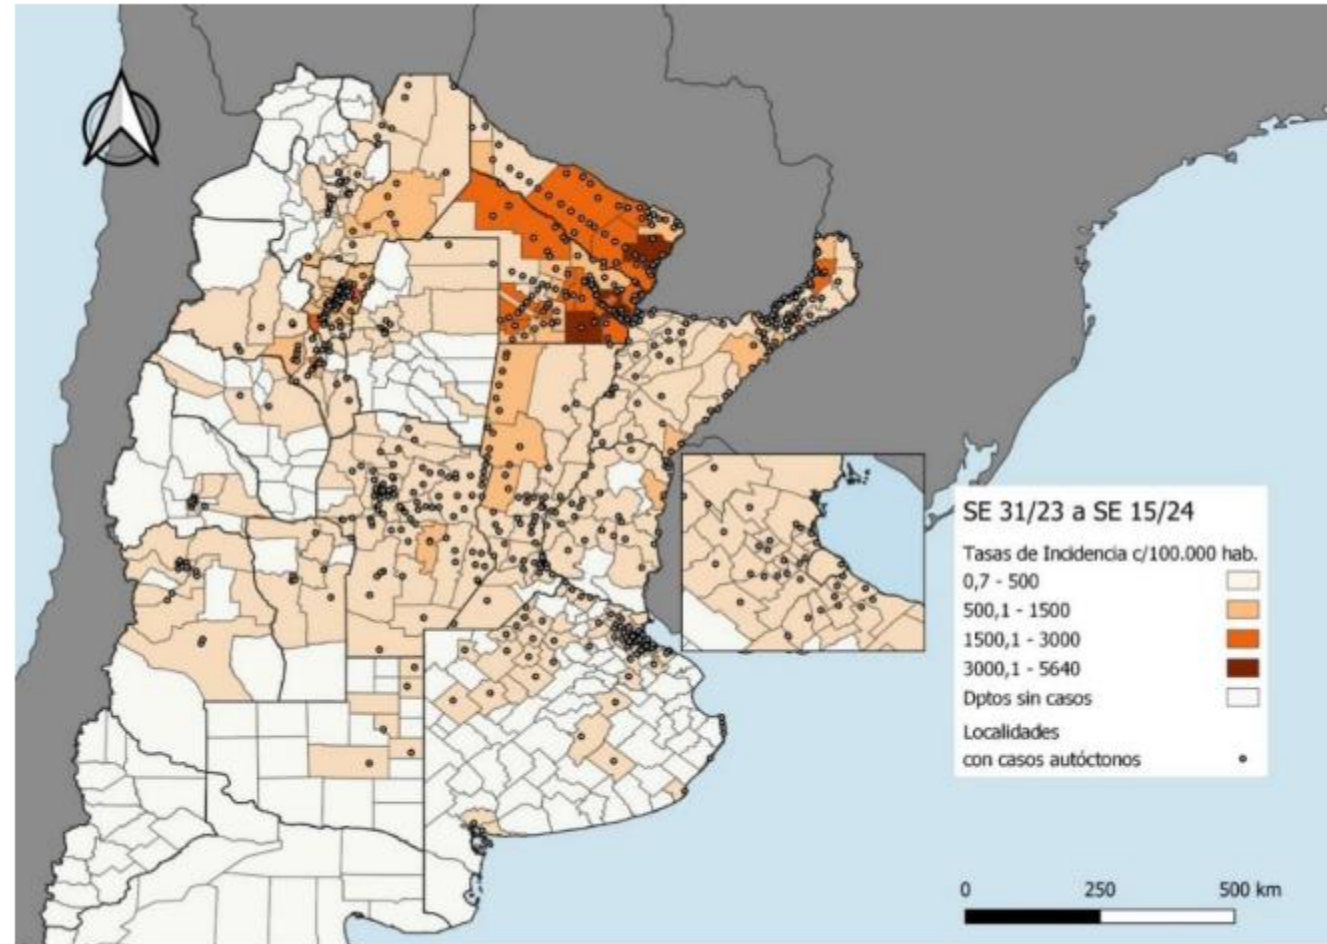 SE 31/23 a SE 15/24
Tasas de Incidencia c/100.000 hab.
0,7 - 500
500,1 - 1500
1500,1 - 3000
3000,1 - 5640
Dptos sin casos
Localidades
con casos autóctonos
0 250 500 km